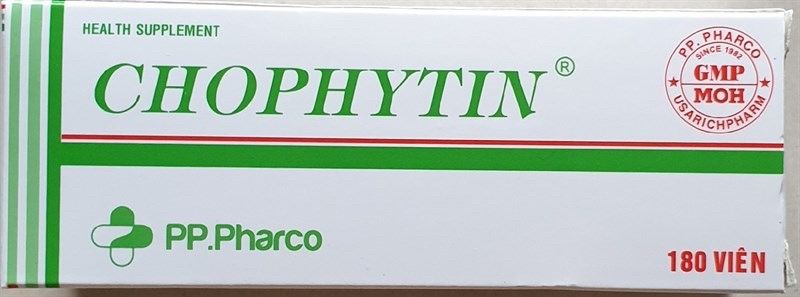 HEALTH SUPPLEMENT
CHOPHYTIN ®
PP. PHARCO
SINCE 1982
GMP
MOH
USARICHPHARM
PP.Pharco
180 VIÊN